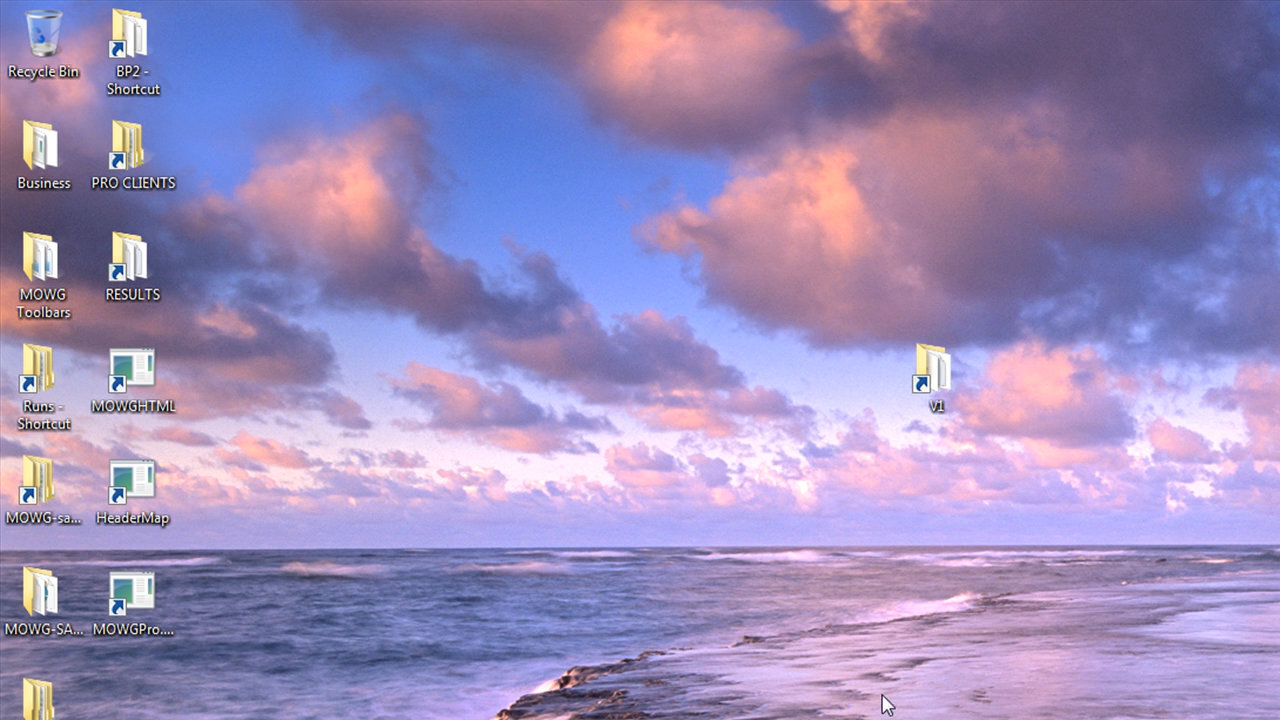 Recycle Bin
BP2 -
Shortcut
Business
PRO CLIENTS
MOWG
Toolbars
RESULTS
Runs -
Shortcut
MOWGHTML
V1
MOWG-sa...
HeaderMap
MOWG-SA...
MOWGPro....